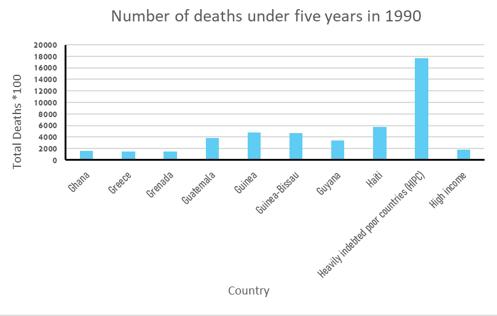 Number of deaths under five years in 1990
Total Deaths *100
20000
18000
16000
14000
12000
10000
8000
6000
4000
2000
0
Ghana
Greece
Grenada
Guatemala
Guinea
Guinea-Bissau
Guyana
Haiti
Heavily indebted poor countries (HIPC)
High income
Country